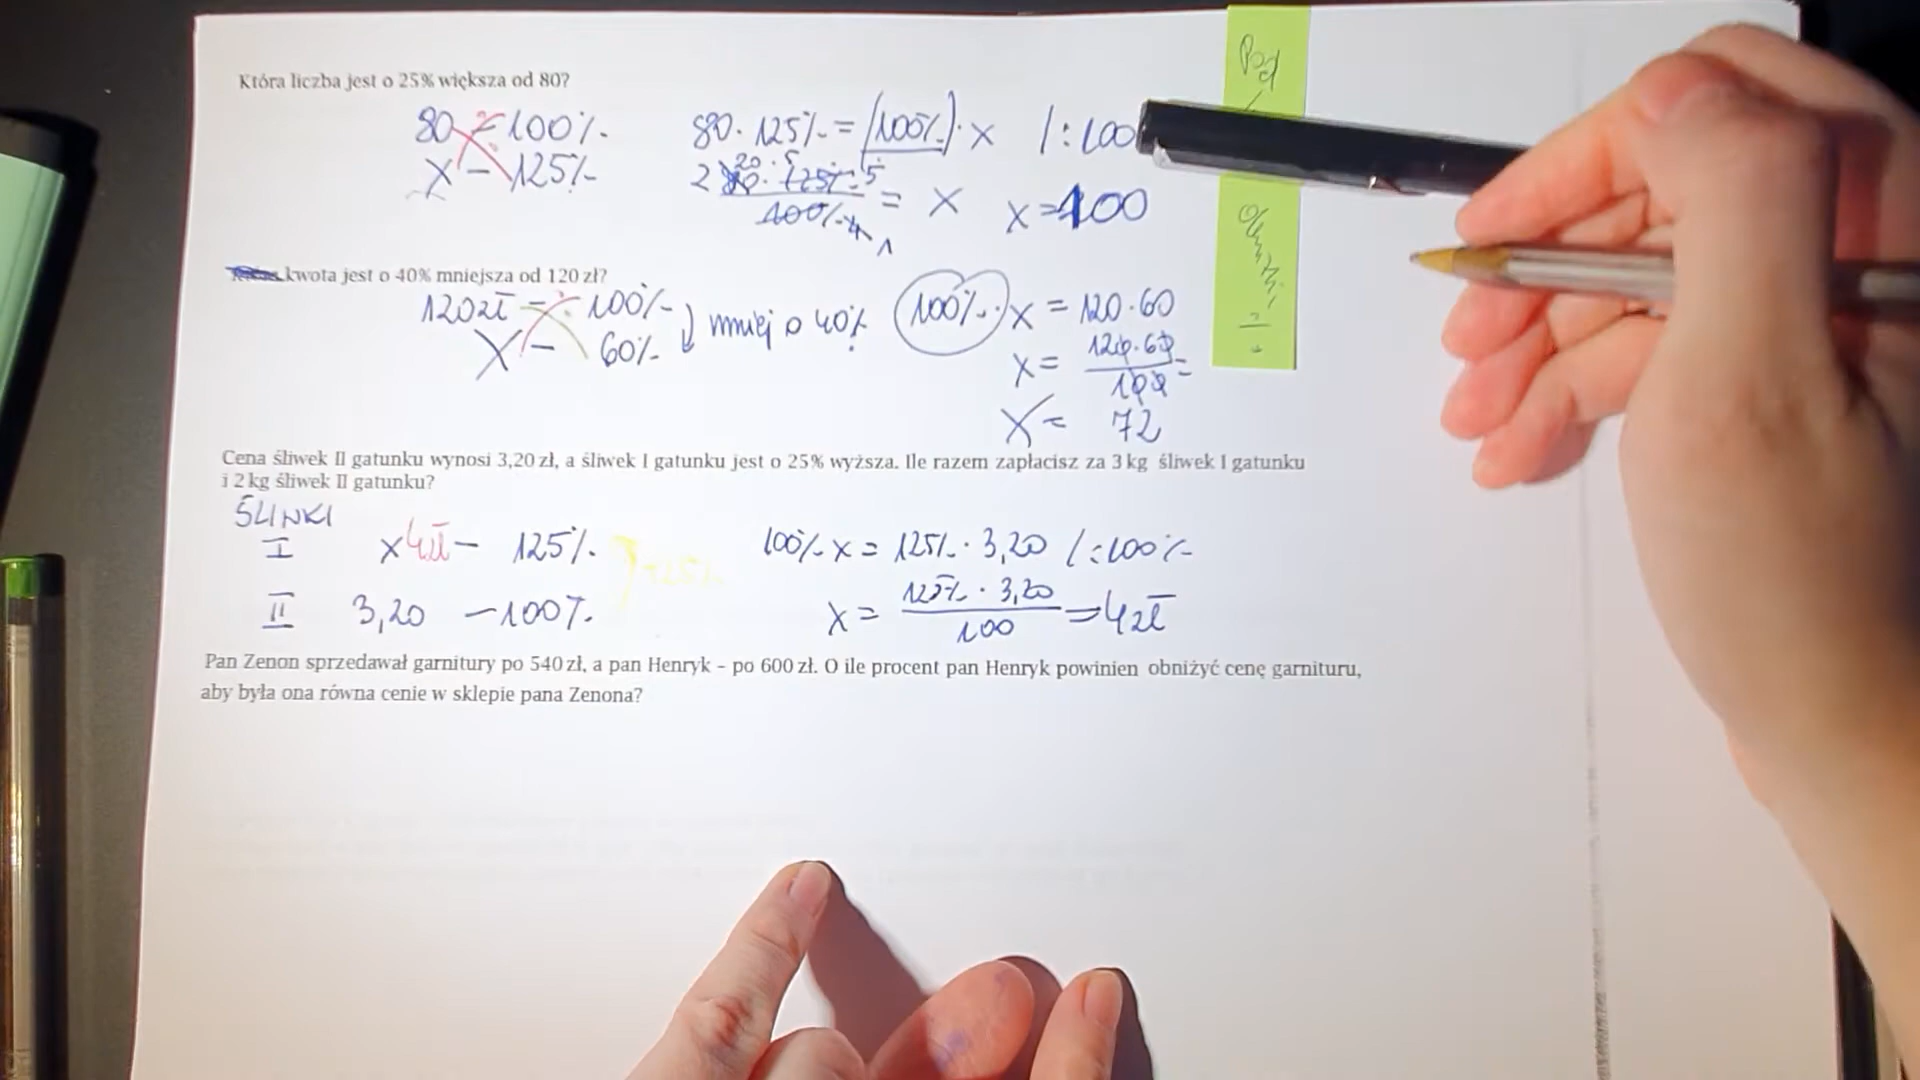 Która liczba jest o 25% większa od 80?
80 - 100%
x - 125%
80 · 125% = 100% · x /: 100
= x x = 100
100%
kwota jest o 40% mniejsza od 120 zł?
120zł - 100%
x - 60%
mniej o 40%
100% · x = 120 · 60
x = 120 · 60
100
x = 72
Cena śliwek II gatunku wynosi 3,20 zł, a śliwek I gatunku jest o 25% wyższa. Ile razem zapłacisz za 3 kg śliwek I gatunku
i 2 kg śliwek II gatunku?
I x 4zł - 125%
II 3,20 - 100%
100% x = 125% · 3,20 /: 100%
x = 125% · 3,20 = 4zł
100
Pan Zenon sprzedawał garnitury po 540 zł, a pan Henryk – po 600 zł. O ile procent pan Henryk powinien obniżyć cenę garnituru,
aby była ona równa cenie w sklepie pana Zenona?
Pod